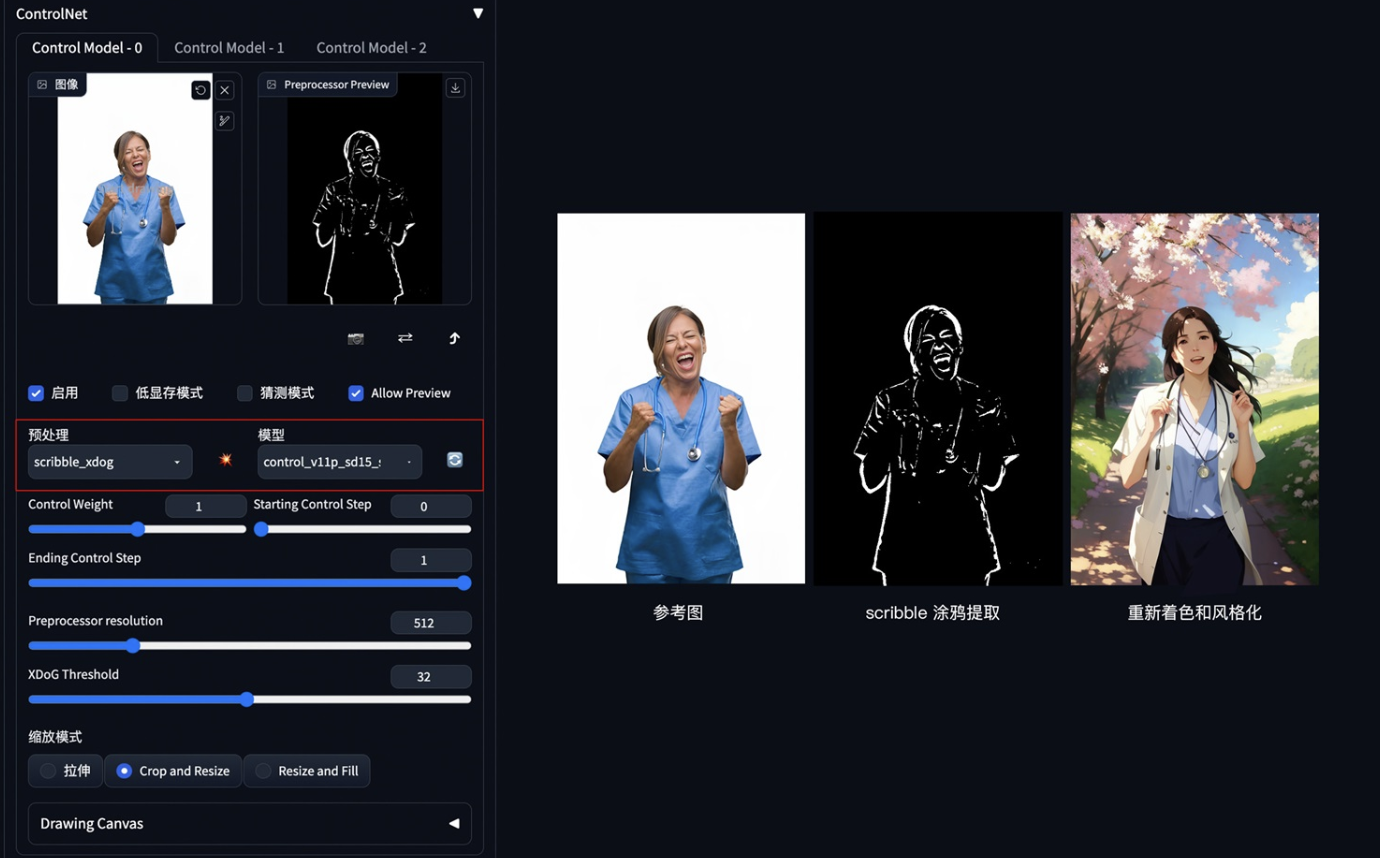 ControlNet
Control Model - 0
Control Model - 1
Control Model - 2
图像
Preprocessor Preview
启用
低显存模式
猜测模式
Allow Preview
预处理
模型
scribble_xdog
control_v11p_sd15_s
Control Weight
1
Starting Control Step
0
Ending Control Step
1
Preprocessor resolution
512
XDoG Threshold
32
缩放模式
拉伸
Crop and Resize
Resize and Fill
Drawing Canvas
参考图
scribble 涂鸦提取
重新着色和风格化